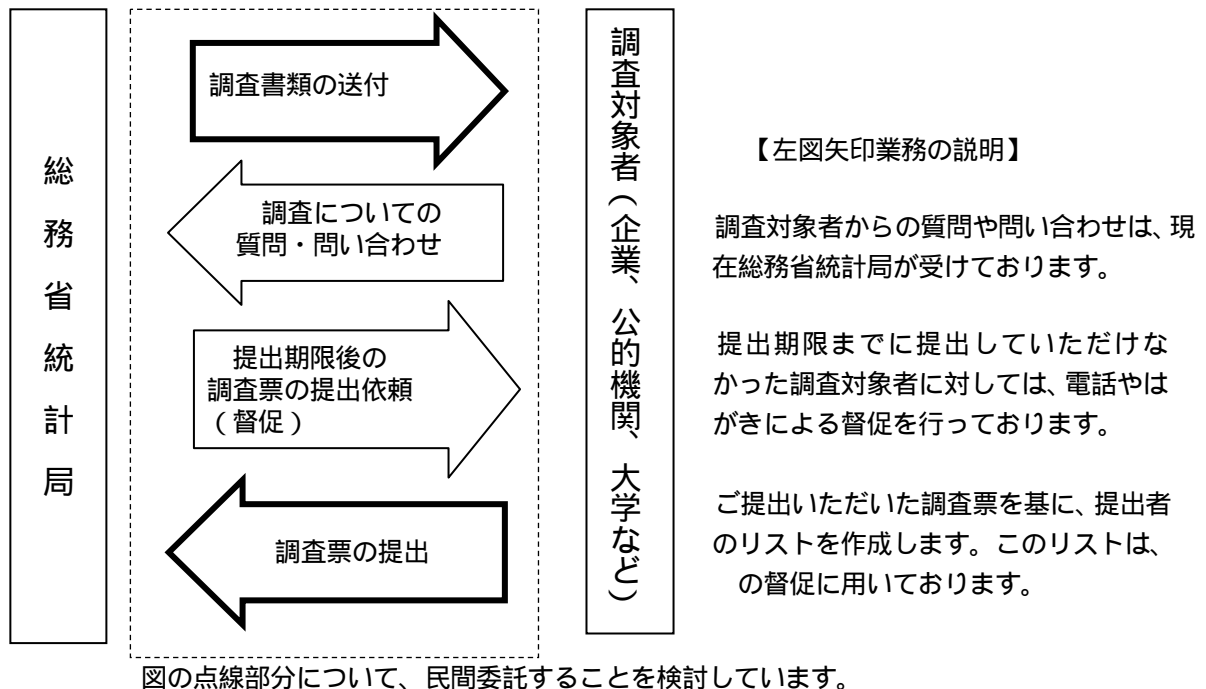 総務省統計局
調査書類の送付
調査についての
質問・問い合わせ
提出期限後の
調査票の提出依頼
（督促）
調査票の提出
調査対象者（企業、公的機関、大学など）
【左図矢印業務の説明】
調査対象者からの質問や問い合わせは、現
在総務省統計局が受けております。
提出期限までに提出していただけな
かった調査対象者に対しては、電話やは
がきによる督促を行っております。
ご提出いただいた調査票を基に、提出者
のリストを作成します。このリストは、
の督促に用いております。
図の点線部分について、民間委託することを検討しています。